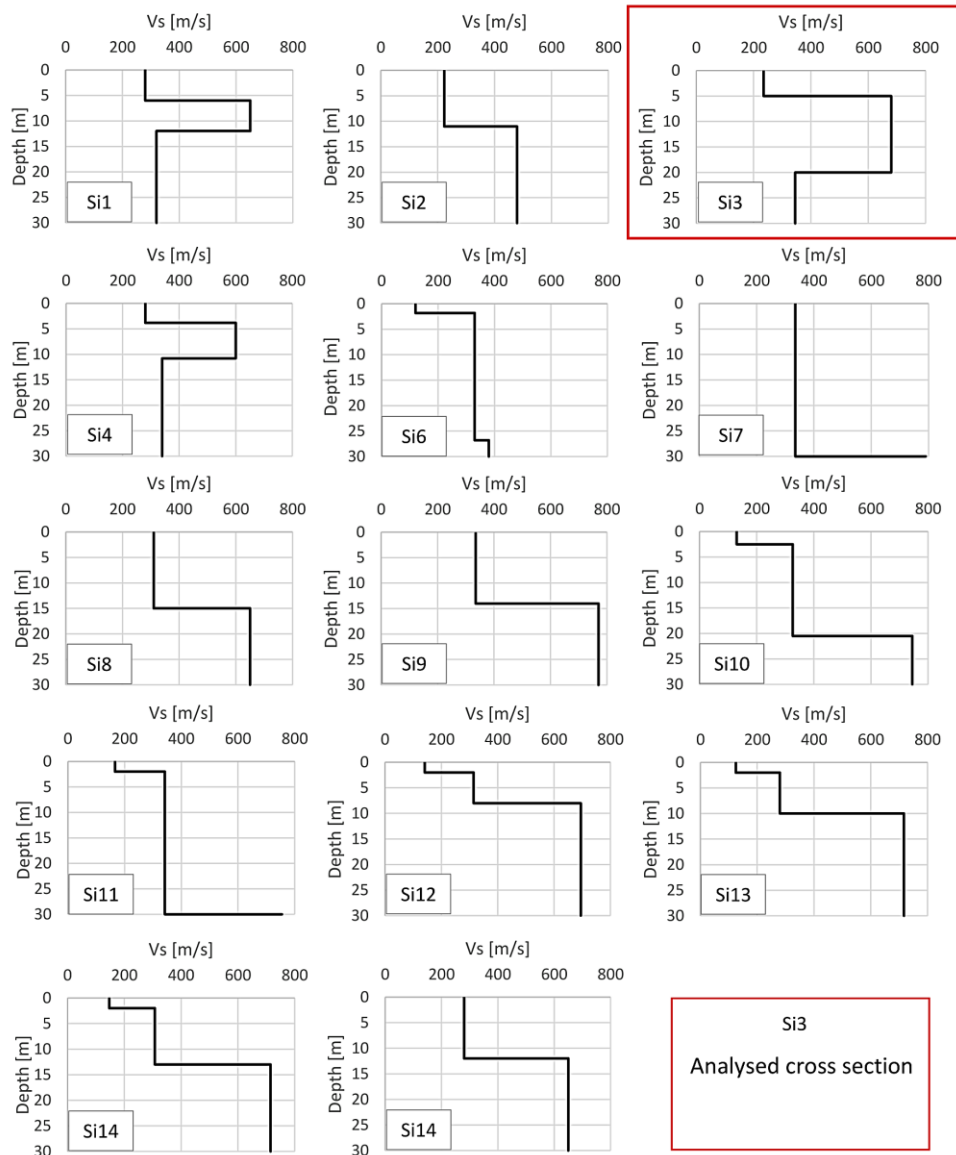 Vs [m/s] Vs [m/s] Vs [m/s]
0 200 400 600 800 0 200 400 600 800 0 200 400 600 800
Depth [m] 0 5 10 15 20 25 30 Si1
Depth [m] 0 5 10 15 20 25 30 Si2
Depth [m] 0 5 10 15 20 25 30 Si3
Vs [m/s] Vs [m/s] Vs [m/s]
0 200 400 600 800 0 200 400 600 800 0 200 400 600 800
Depth [m] 0 5 10 15 20 25 30 Si4
Depth [m] 0 5 10 15 20 25 30 Si6
Depth [m] 0 5 10 15 20 25 30 Si7
Vs [m/s] Vs [m/s] Vs [m/s]
0 200 400 600 800 0 200 400 600 800 0 200 400 600 800
Depth [m] 0 5 10 15 20 25 30 Si8
Depth [m] 0 5 10 15 20 25 30 Si9
Depth [m] 0 5 10 15 20 25 30 Si10
Vs [m/s] Vs [m/s] Vs [m/s]
0 200 400 600 800 0 200 400 600 800 0 200 400 600 800
Depth [m] 0 5 10 15 20 25 30 Si11
Depth [m] 0 5 10 15 20 25 30 Si12
Depth [m] 0 5 10 15 20 25 30 Si13
Vs [m/s] Vs [m/s]
0 200 400 600 800 0 200 400 600 800
Depth [m] 0 5 10 15 20 25 30 Si14
Depth [m] 0 5 10 15 20 25 30 Si14
Si3
Analysed cross section